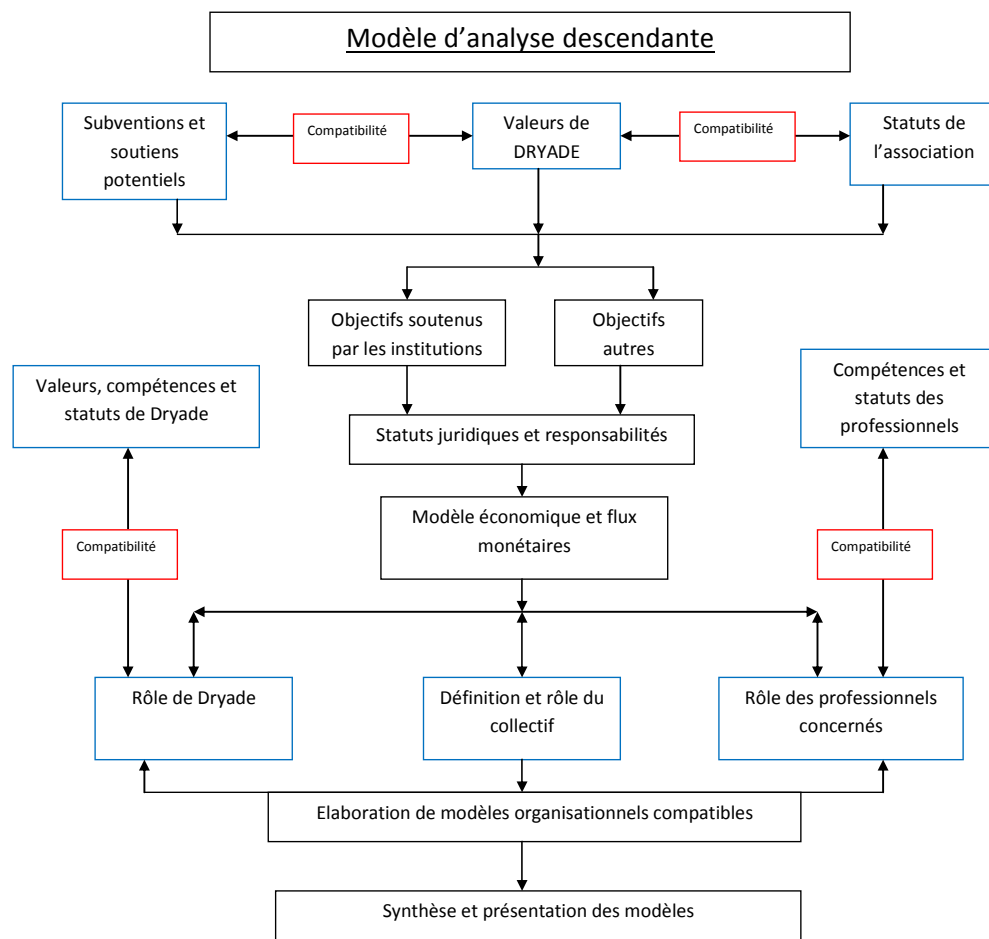 Modèle d’analyse descendante
Subventions et
soutiens
potentiels
Compatibilité
Valeurs de
DRYADE
Compatibilité
Statuts de
l’association
Objectifs soutenus
par les institutions
Objectifs
autres
Valeurs, compétences et
statuts de Dryade
Compétences et
statuts des
professionnels
Statuts juridiques et responsabilités
Modèle économique et flux
monétaires
Compatibilité
Compatibilité
Rôle de Dryade
Définition et rôle du
collectif
Rôle des professionnels
concernés
Elaboration de modèles organisationnels compatibles
Synthèse et présentation des modèles